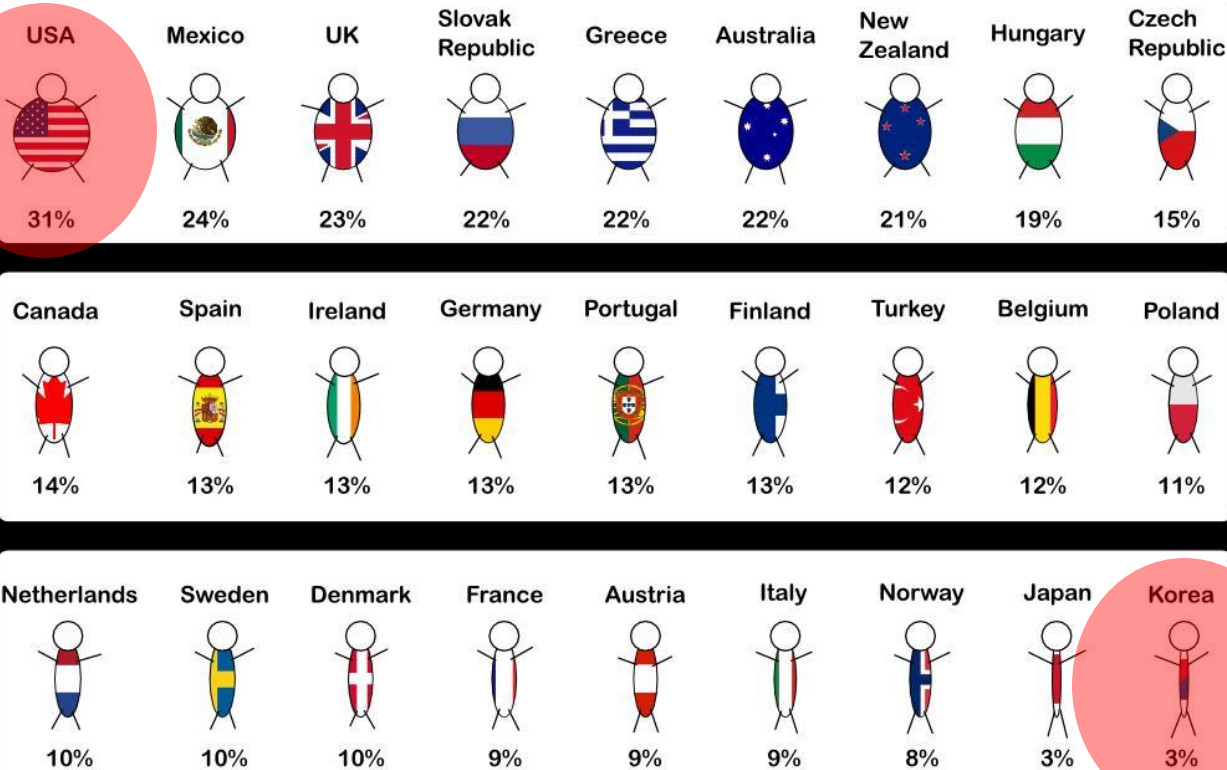 USA Mexico UK Slovak Republic Greece Australia New Zealand Hungary Czech Republic
31% 24% 23% 22% 22% 22% 21% 19% 15%
Canada Spain Ireland Germany Portugal Finland Turkey Belgium Poland
14% 13% 13% 13% 13% 13% 12% 12% 11%
Netherlands Sweden Denmark France Austria Italy Norway Japan Korea
10% 10% 10% 9% 9% 9% 8% 3% 3%